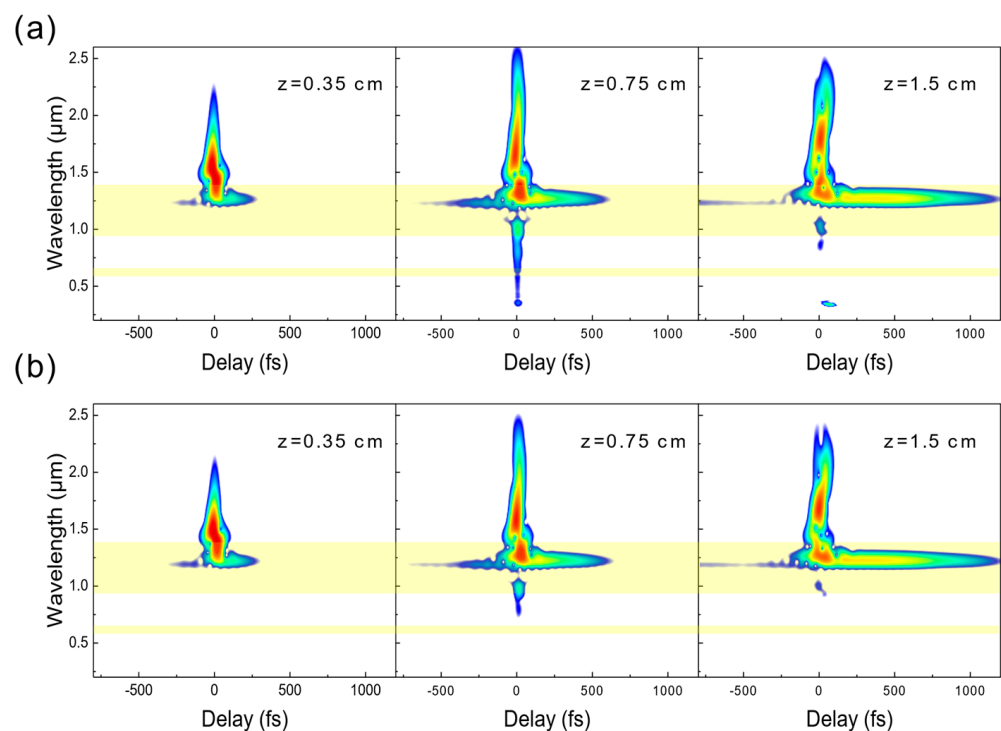 (a)
2.5
2.0
1.5
1.0
0.5
Wavelength (μm)
z=0.35 cm
z=0.75 cm
z=1.5 cm
-500 0 500 1000
-500 0 500 1000
-500 0 500 1000
Delay (fs)
Delay (fs)
Delay (fs)
(b)
2.5
2.0
1.5
1.0
0.5
Wavelength (μm)
z=0.35 cm
z=0.75 cm
z=1.5 cm
-500 0 500 1000
-500 0 500 1000
-500 0 500 1000
Delay (fs)
Delay (fs)
Delay (fs)